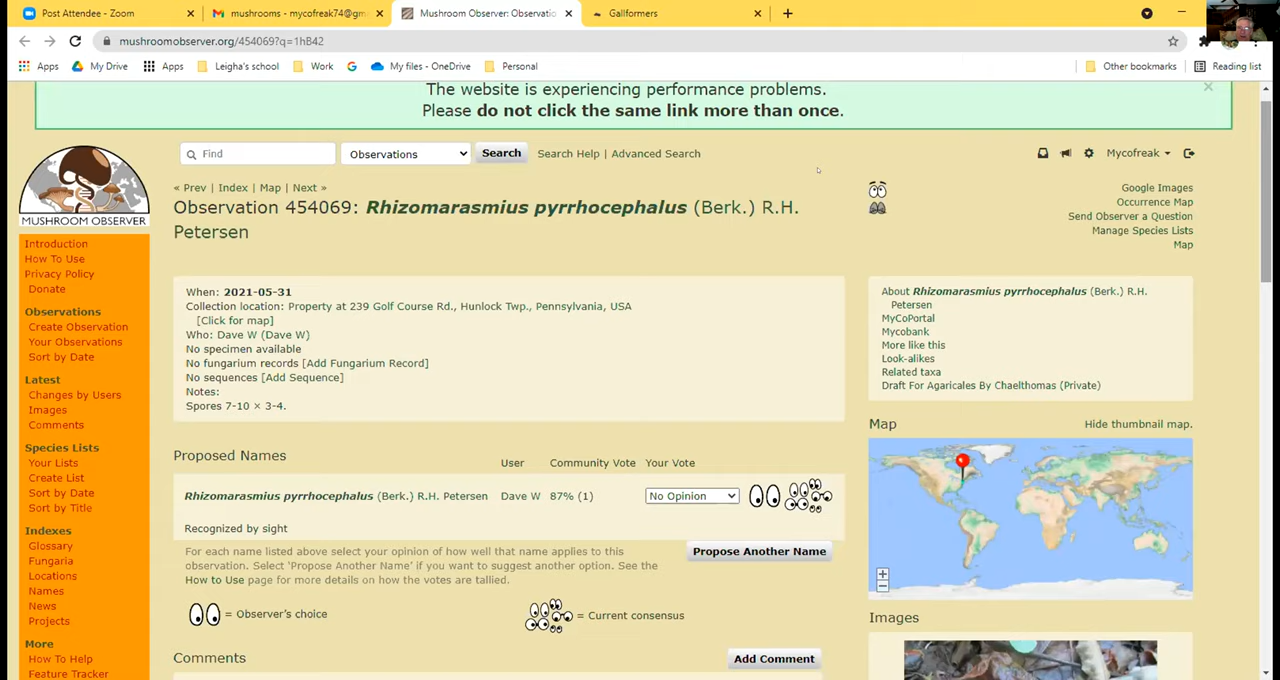 Post Attendee - Zoom
mushrooms - mycofreak74@gm
Mushroom Observer: Observatio
Gallformers
mushroomobserver.org/454069?q=1hB42
Apps My Drive Apps Leigha's school Work My files - OneDrive Personal Other bookmarks Reading list
The website is experiencing performance problems.
Please do not click the same link more than once.
Find Observations Search Search Help | Advanced Search Mycofreak
MUSHROOM OBSERVER
Introduction
How To Use
Privacy Policy
Donate
Observations
Create Observation
Your Observations
Sort by Date
Latest
Changes by Users
Images
Comments
Species Lists
Your Lists
Create List
Sort by Date
Sort by Title
Indexes
Glossary
Fungaria
Locations
Names
News
Projects
More
How To Help
Feature Tracker
« Prev | Index | Map | Next »
Observation 454069: Rhizomarasmius pyrrhocephalus (Berk.) R.H.
Petersen
Google Images
Occurrence Map
Send Observer a Question
Manage Species Lists
Map
When: 2021-05-31
Collection location: Property at 239 Golf Course Rd., Hunlock Twp., Pennsylvania, USA
[Click for map]
Who: Dave W (Dave W)
No specimen available
No fungarium records [Add Fungarium Record]
No sequences [Add Sequence]
Notes:
Spores 7-10 × 3-4.
About Rhizomarasmius pyrrhocephalus (Berk.) R.H.
Petersen
MyCoPortal
Mycobank
More like this
Look-alikes
Related taxa
Draft For Agaricales By Chaelthomas (Private)
Proposed Names
User Community Vote Your Vote
Rhizomarasmius pyrrhocephalus (Berk.) R.H. Petersen Dave W 87% (1) No Opinion
Recognized by sight
For each name listed above select your opinion of how well that name applies to this
observation. Select 'Propose Another Name' if you want to suggest another option. See the
How to Use page for more details on how the votes are tallied.
Propose Another Name
= Observer's choice
= Current consensus
Comments
Add Comment
Map Hide thumbnail map.
Images